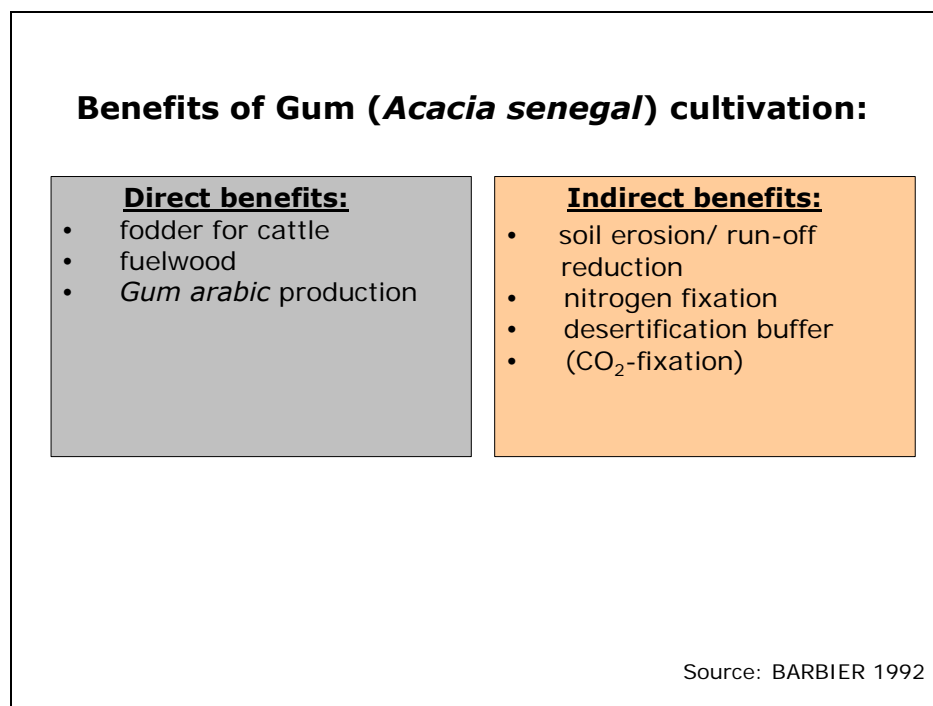 Benefits of Gum (Acacia senegal) cultivation:
Direct benefits:
• fodder for cattle
• fuelwood
• Gum arabic production
Indirect benefits:
• soil erosion/ run-off
reduction
• nitrogen fixation
• desertification buffer
• (CO₂-fixation)
Source: BARBIER 1992